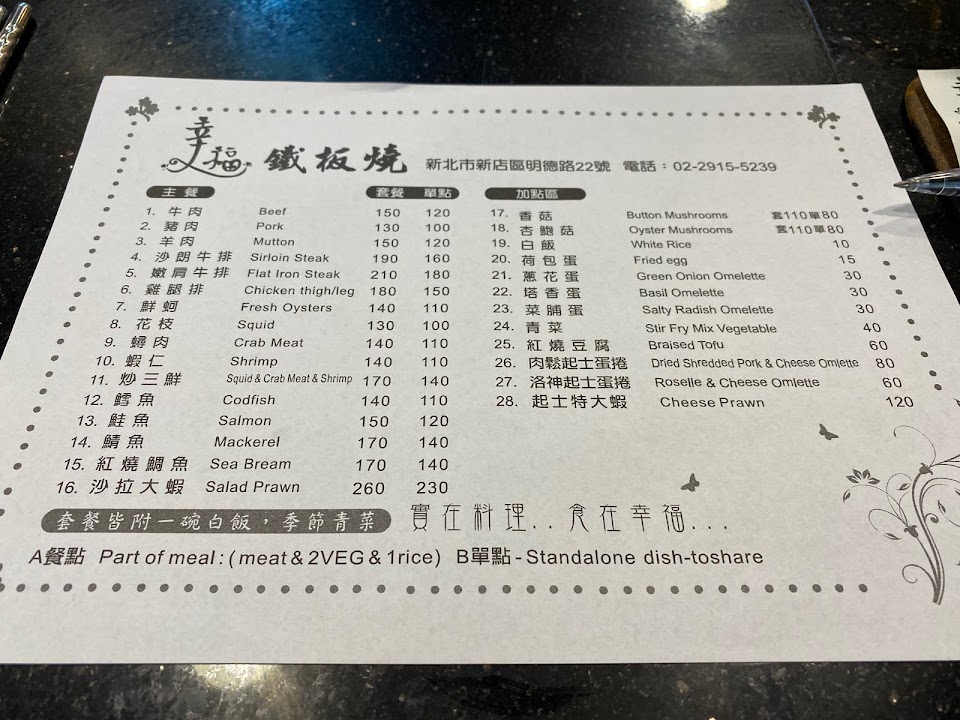 幸福 鐵板燒 新北市新店區明德路22號 電話：02-2915-5239
主餐 套餐 單點
1. 牛肉 Beef 150 120
2. 豬肉 Pork 130 100
3. 羊肉 Mutton 150 120
4. 沙朗牛排 Sirloin Steak 190 160
5. 嫩肩牛排 Flat Iron Steak 210 180
6. 雞腿排 Chicken thigh/leg 180 150
7. 鮮蚵 Fresh Oysters 140 110
8. 花枝 Squid 130 100
9. 蟳肉 Crab Meat 140 110
10. 蝦仁 Shrimp 140 110
11. 炒三鮮 Squid & Crab Meat & Shrimp 170 140
12. 鱈魚 Codfish 140 110
13. 鮭魚 Salmon 150 120
14. 鯖魚 Mackerel 170 140
15. 紅燒鯛魚 Sea Bream 170 140
16. 沙拉大蝦 Salad Prawn 260 230
加點區
17. 香菇 Button Mushrooms 套110單80
18. 杏鮑菇 Oyster Mushrooms 套110單80
19. 白飯 White Rice 10
20. 荷包蛋 Fried egg 15
21. 蔥花蛋 Green Onion Omelette 30
22. 塔香蛋 Basil Omelette 30
23. 菜脯蛋 Salty Radish Omelette 30
24. 青菜 Stir Fry Mix Vegetable 40
25. 紅燒豆腐 Braised Tofu 60
26. 肉鬆起士蛋捲 Dried Shredded Pork & Cheese Omlette 80
27. 洛神起士蛋捲 Roselle & Cheese Omlette 60
28. 起士特大蝦 Cheese Prawn 120
套餐皆附一碗白飯，季節青菜 實在料理..食在幸福...
A餐點 Part of meal : ( meat & 2VEG & 1rice) B單點 - Standalone dish-toshare